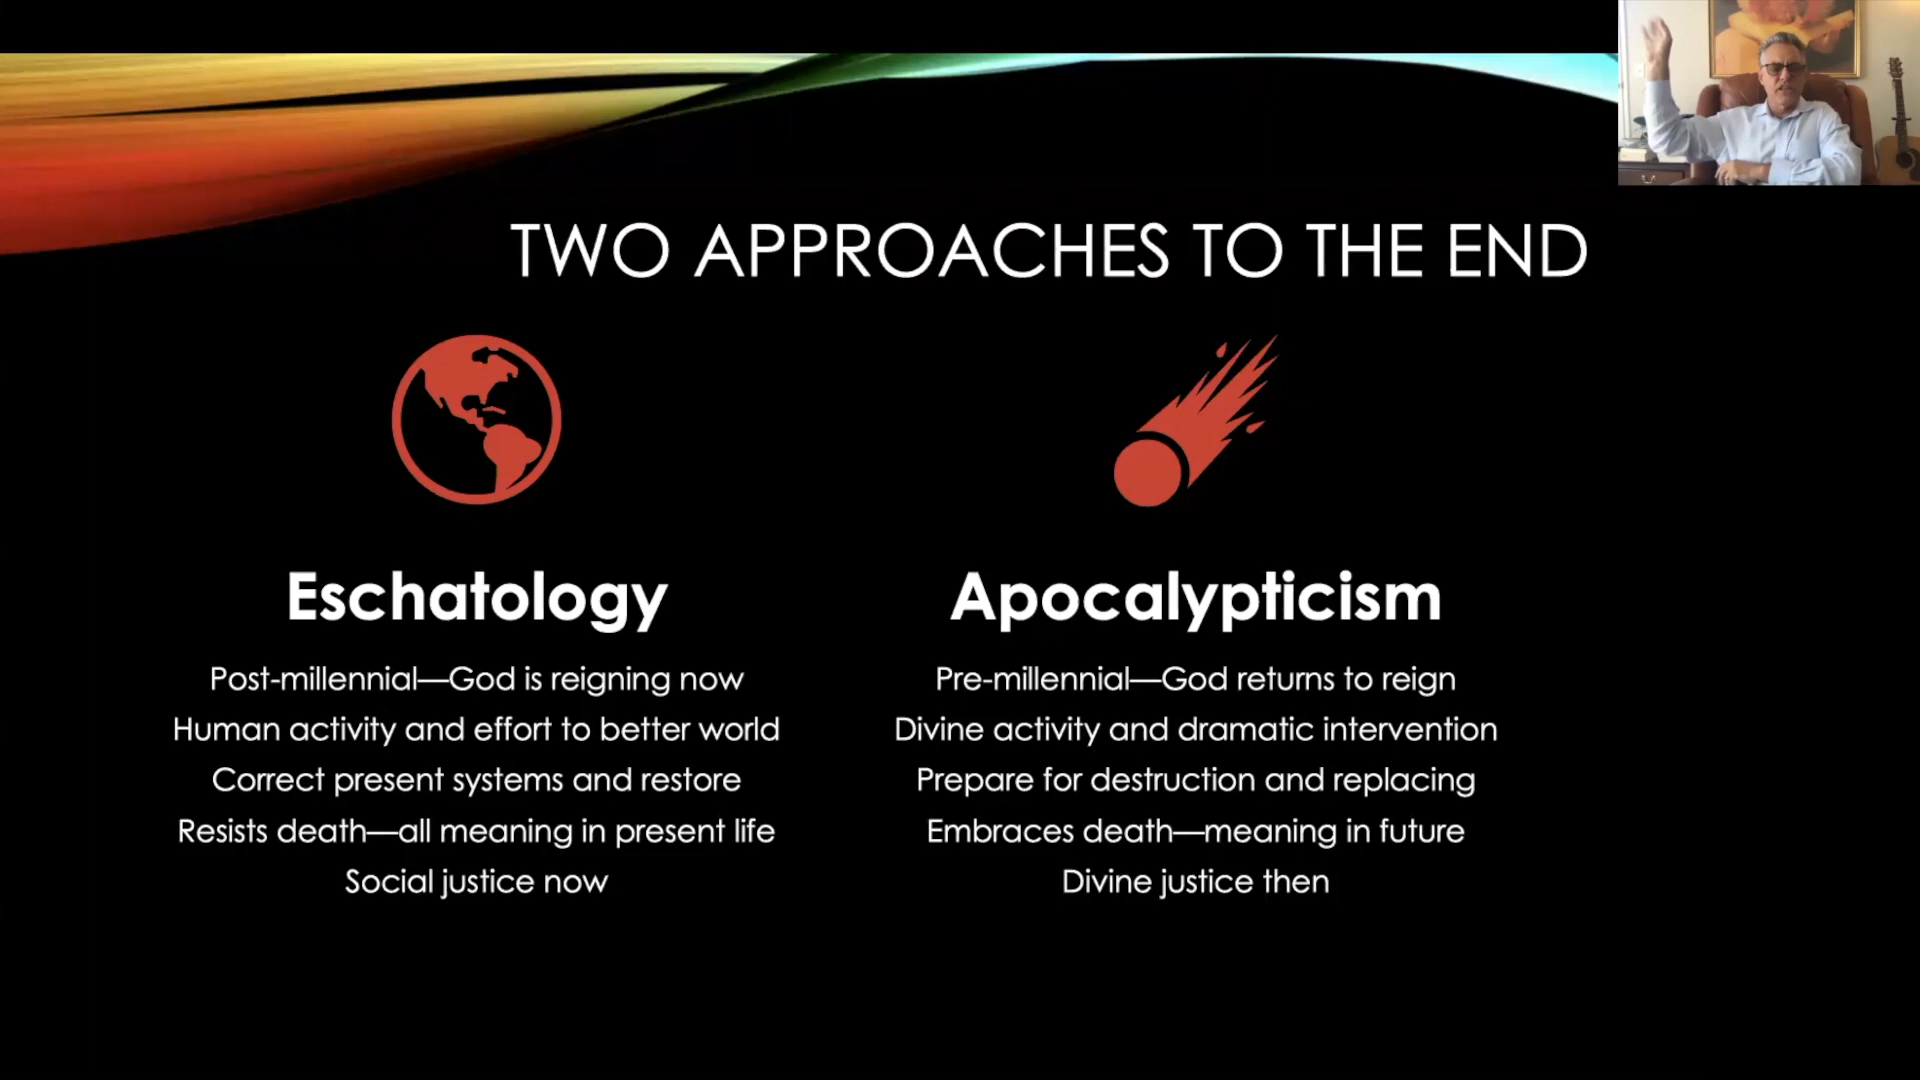 TWO APPROACHES TO THE END
Eschatology
Post-millennial—God is reigning now
Human activity and effort to better world
Correct present systems and restore
Resists death—all meaning in present life
Social justice now
Apocalypticism
Pre-millennial—God returns to reign
Divine activity and dramatic intervention
Prepare for destruction and replacing
Embraces death—meaning in future
Divine justice then